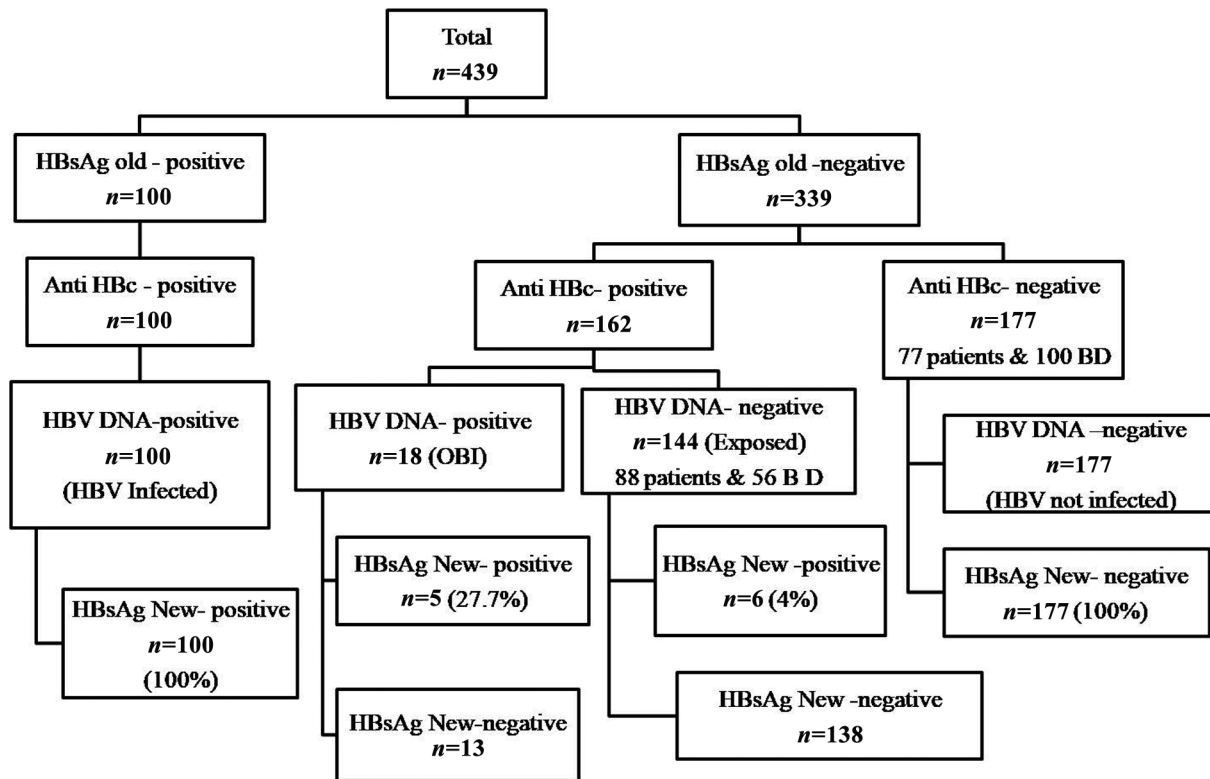 Total
n=439
HBsAg old - positive
n=100
HBsAg old -negative
n=339
Anti HBc - positive
n=100
Anti HBc- positive
n=162
Anti HBc- negative
n=177
77 patients & 100 BD
HBV DNA-positive
n=100
(HBV Infected)
HBV DNA- positive
n=18 (OBI)
HBV DNA- negative
n=144 (Exposed)
88 patients & 56 B D
HBV DNA –negative
n=177
(HBV not infected)
HBsAg New- positive
n=100
(100%)
HBsAg New- positive
n=5 (27.7%)
HBsAg New -positive
n=6 (4%)
HBsAg New- negative
n=177 (100%)
HBsAg New-negative
n=13
HBsAg New -negative
n=138